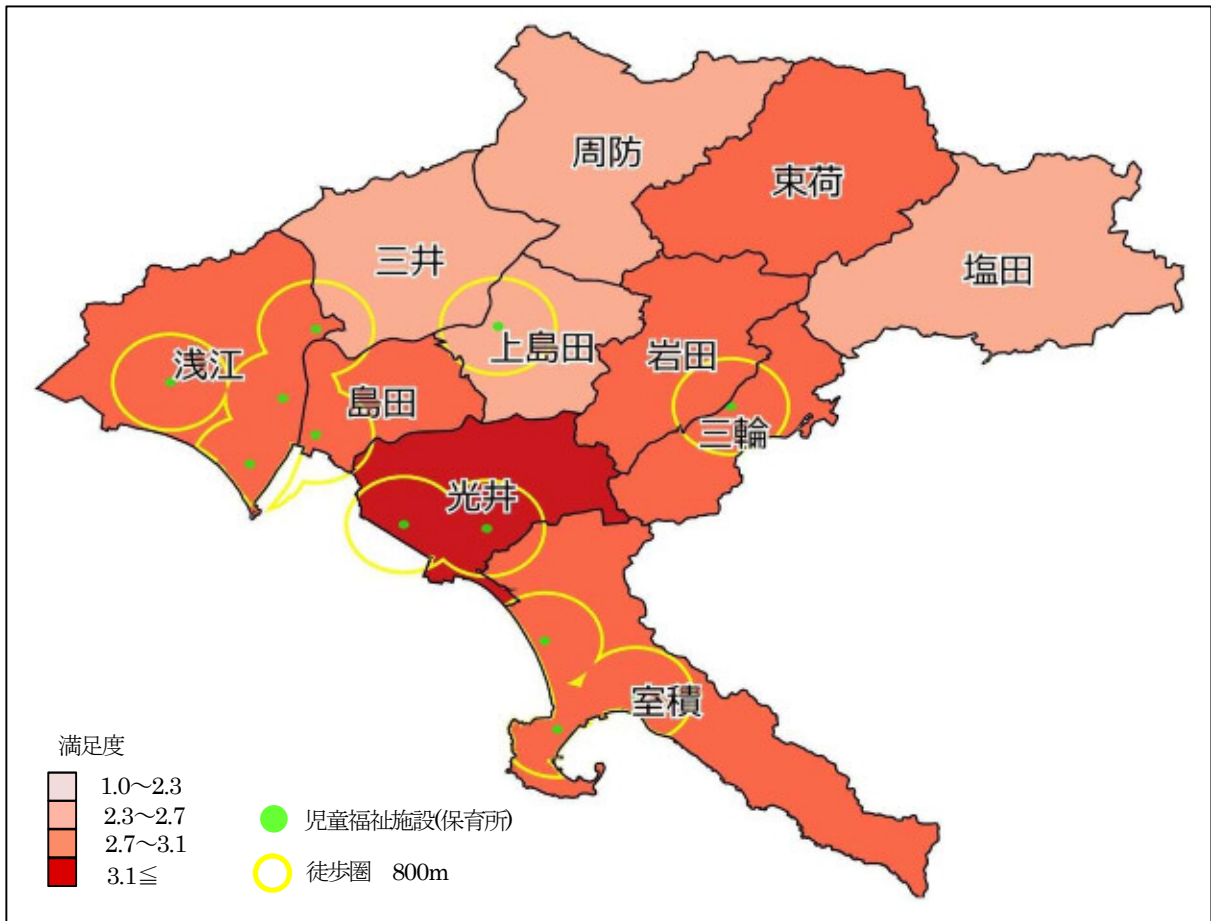 周防
束荷
三井
塩田
上島田
浅江
岩田
島田
三輪
光井
室積
満足度
1.0～2.3
2.3～2.7
2.7～3.1
3.1≦
児童福祉施設(保育所)
徒歩圏　800m